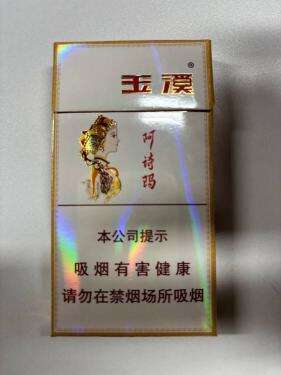 玉溪®
阿诗玛
本公司提示
吸烟有害健康
请勿在禁烟场所吸烟